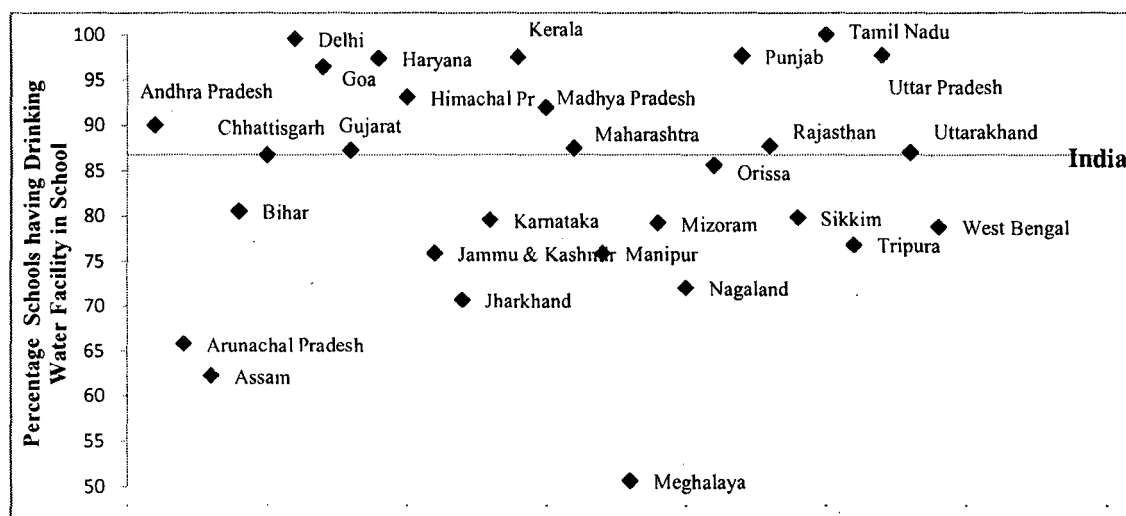 Percentage Schools having Drinking
Water Facility in School
100
95
90
85
80
75
70
65
60
55
50
Kerala
Tamil Nadu
Delhi
Haryana
Punjab
Goa
Uttar Pradesh
Andhra Pradesh
Himachal Pr
Madhya Pradesh
Chhattisgarh
Gujarat
Maharashtra
Rajasthan
Uttarakhand
India
Orissa
Bihar
Karnataka
Mizoram
Sikkim
West Bengal
Tripura
Jammu & Kashmir
Manipur
Nagaland
Jharkhand
Arunachal Pradesh
Assam
Meghalaya